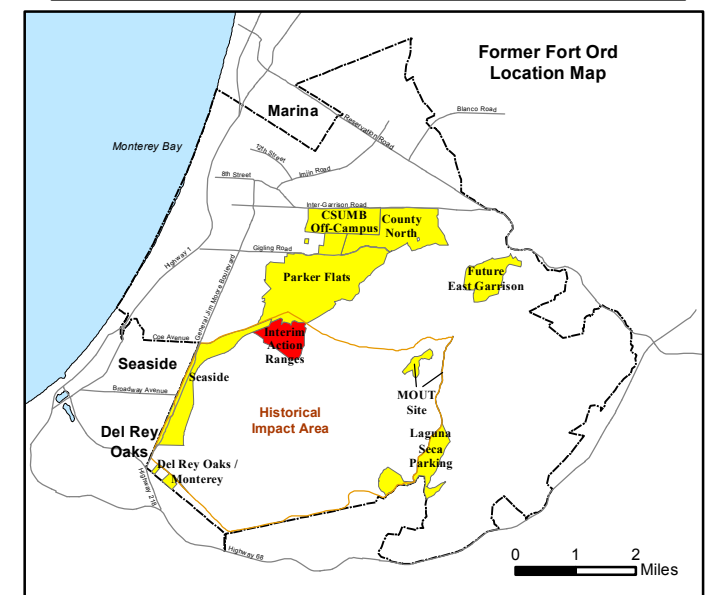 Former Fort Ord
Location Map
Marina
Blanco Road
Reservation Road
Monterey Bay
12th Street
Imjin Road
8th Street
Inter-Garrison Road
CSUMB
Off-Campus
County
North
Gigling Road
Highway 1
General Jim Moore Boulevard
Parker Flats
Future
East Garrison
Interim
Action
Ranges
Coe Avenue
Seaside
Seaside
Broadway Avenue
MOUT
Site
Historical
Impact Area
Del Rey
Oaks
Laguna
Seca
Parking
Del Rey Oaks /
Monterey
Highway 218
Highway 68
0 1 2
Miles